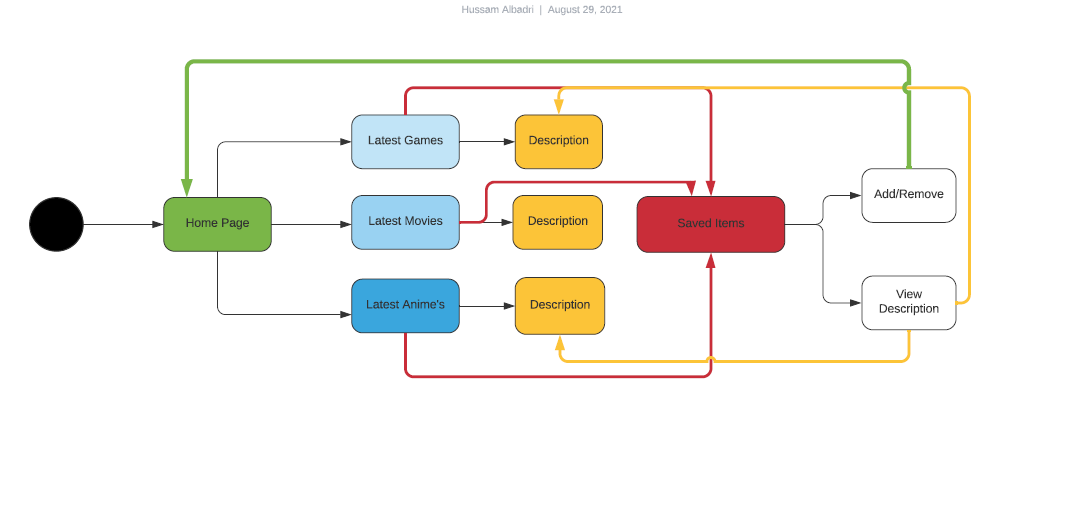 Hussam Albadri | August 29, 2021
Latest Games
Description
Add/Remove
Home Page
Latest Movies
Description
Saved Items
View
Description
Latest Anime's
Description